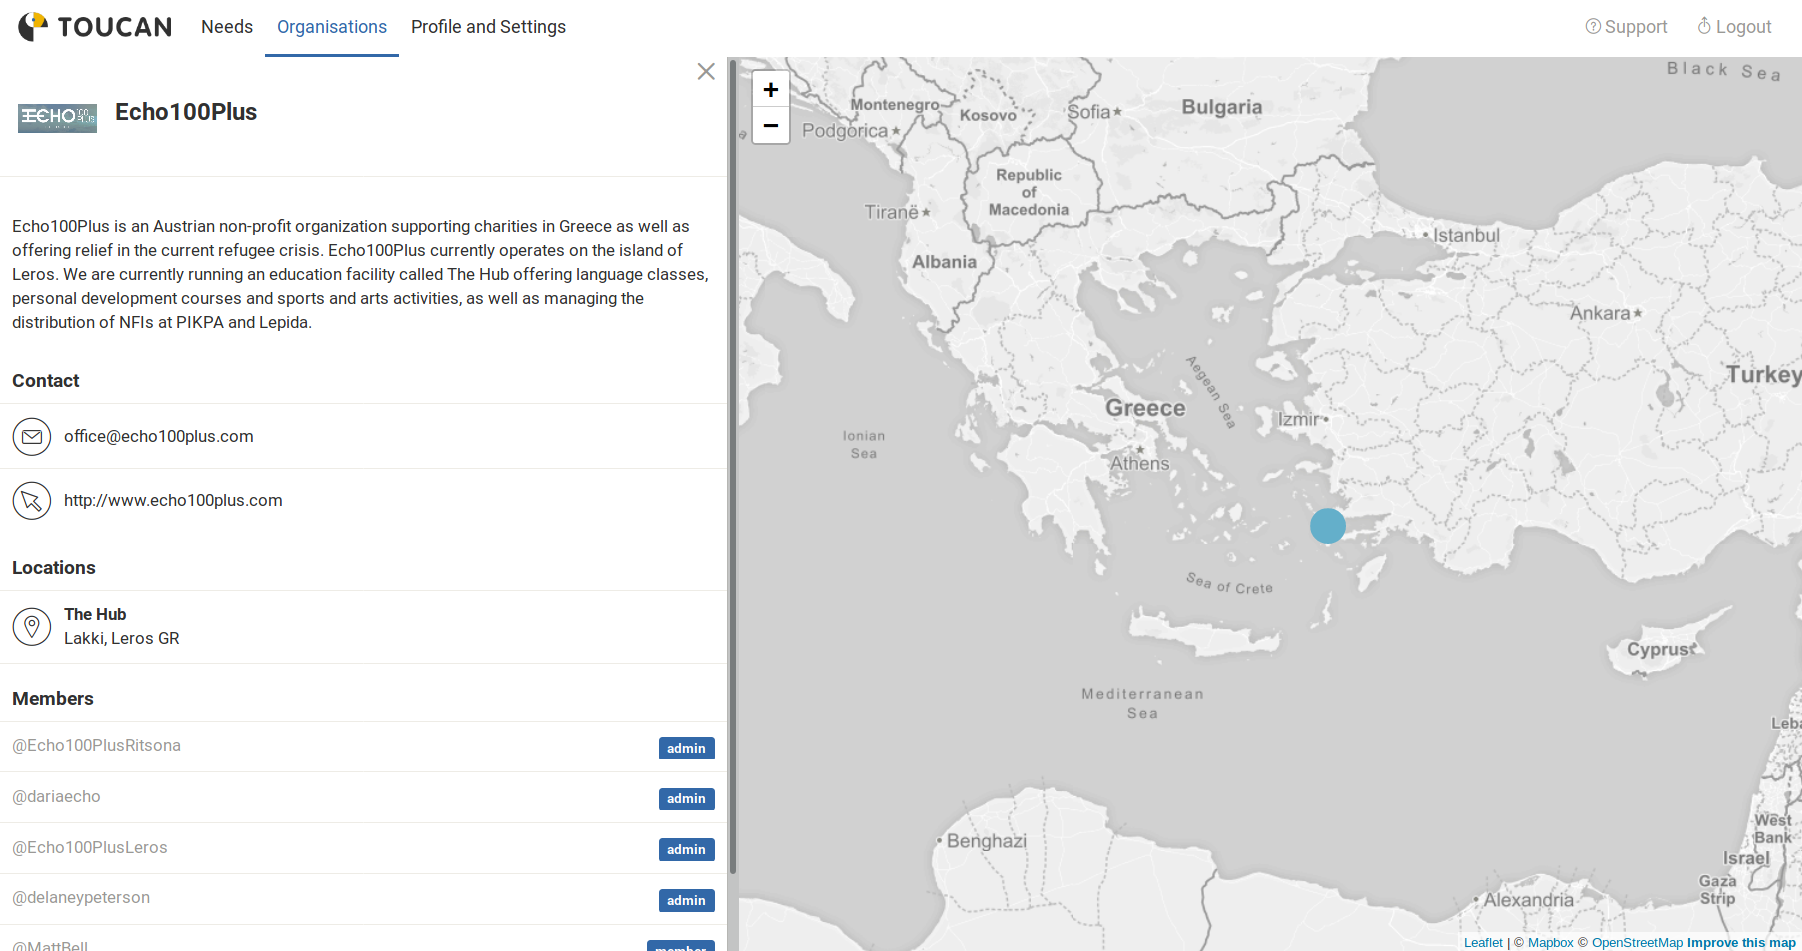 TOUCAN
Needs
Organisations
Profile and Settings
Support
Logout
ECHO 100 PLUS
Echo100Plus
Echo100Plus is an Austrian non-profit organization supporting charities in Greece as well as
offering relief in the current refugee crisis. Echo100Plus currently operates on the island of
Leros. We are currently running an education facility called The Hub offering language classes,
personal development courses and sports and arts activities, as well as managing the
distribution of NFIs at PIKPA and Lepida.
Contact
office@echo100plus.com
http://www.echo100plus.com
Locations
The Hub
Lakki, Leros GR
Members
@Echo100PlusRitsona
admin
@dariaecho
admin
@Echo100PlusLeros
admin
@delaneypeterson
admin
@MattBell
member
+
−
Black Sea
Montenegro
Kosovo
Sofia
Bulgaria
Podgorica
Republic
of
Macedonia
Tiranë
Istanbul
Albania
Ankara
Turkey
Aegean Sea
Greece
Izmir
Ionian
Sea
Athens
Sea of Crete
Cyprus
Mediterranean
Sea
Leba
West
Bank
Benghazi
Israel
Gaza
Strip
Alexandria
Leaflet | © Mapbox © OpenStreetMap Improve this map